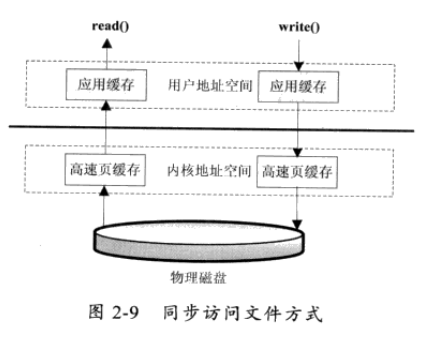 read() write()
应用缓存 用户地址空间 应用缓存
高速页缓存 内核地址空间 高速页缓存
物理磁盘
图 2-9 同步访问文件方式